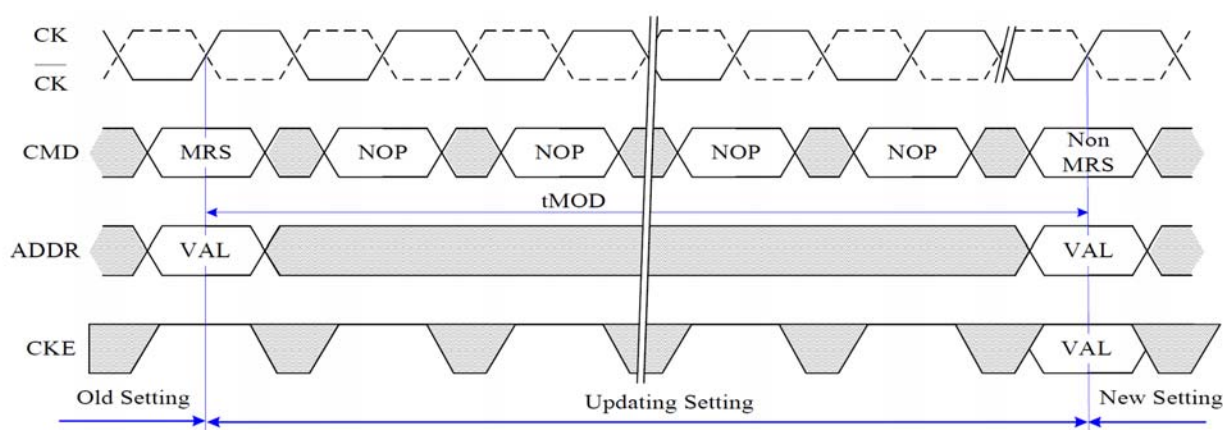 CK
CK
CMD MRS NOP NOP NOP NOP Non MRS
tMOD
ADDR VAL VAL
CKE VAL
Old Setting Updating Setting New Setting